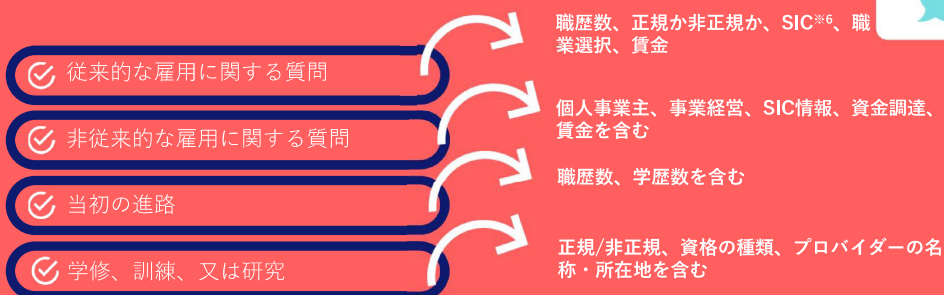 従来的な雇用に関する質問
職歴数、正規か非正規か、SIC※6、職
業選択、賃金
非従来的な雇用に関する質問
個人事業主、事業経営、SIC情報、資金調達、
賃金を含む
当初の進路
職歴数、学歴数を含む
学修、訓練、又は研究
正規/非正規、資格の種類、プロバイダーの名
称・所在地を含む